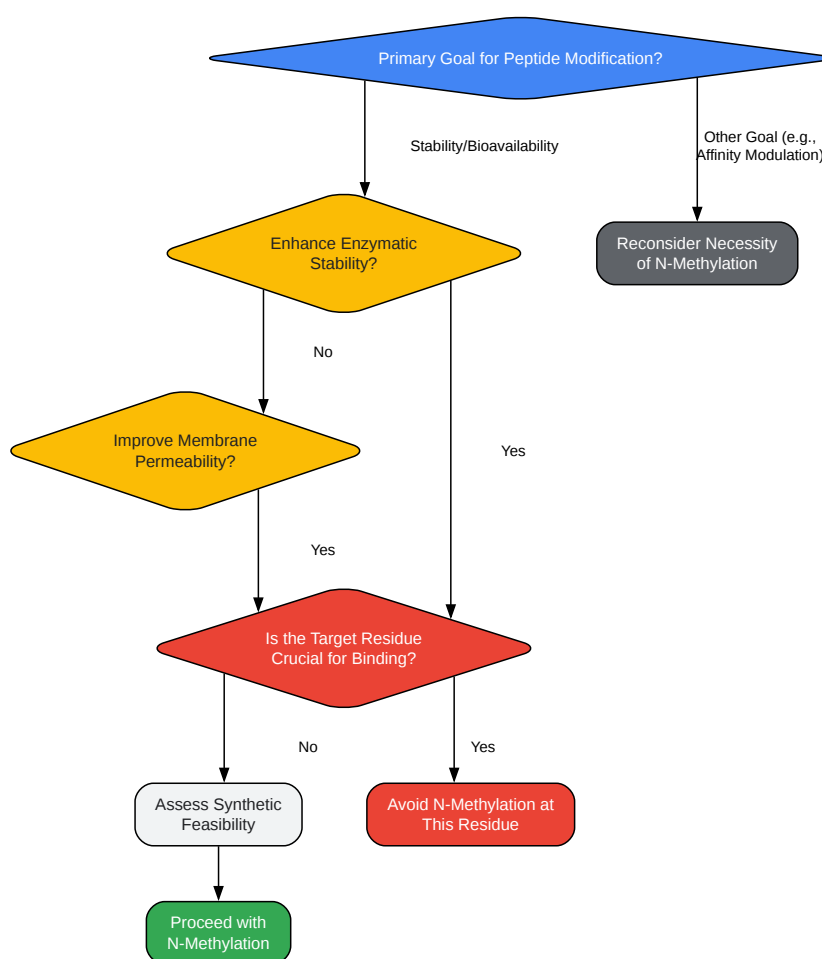 Primary Goal for Peptide Modification?
Stability/Bioavailability
Other Goal (e.g.,
Affinity Modulation)
Enhance Enzymatic
Stability?
Reconsider Necessity
of N-Methylation
No
Improve Membrane
Permeability?
Yes
Yes
Is the Target Residue
Crucial for Binding?
No
Yes
Assess Synthetic
Feasibility
Avoid N-Methylation at
This Residue
Proceed with
N-Methylation